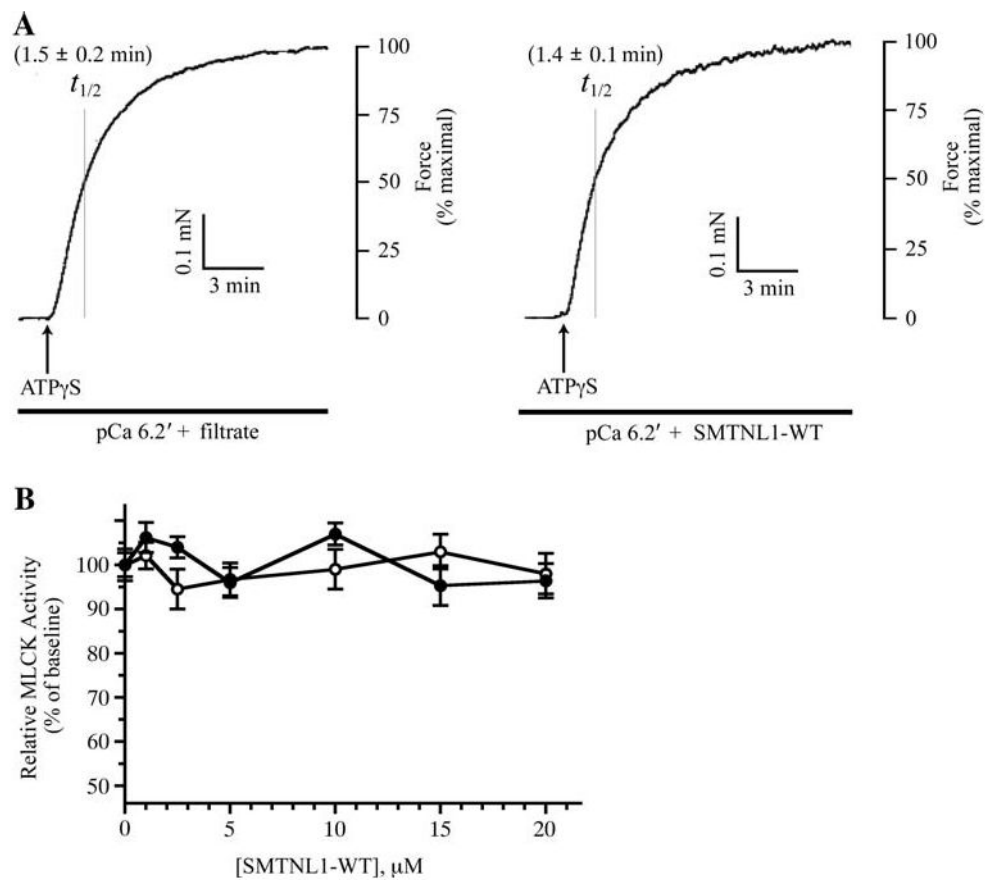 A
(1.5 ± 0.2 min)
t1/2
100
75
50
25
0
Force
(% maximal)
0.1 mN
3 min
ATPγS
pCa 6.2′ + filtrate
(1.4 ± 0.1 min)
t1/2
100
75
50
25
0
Force
(% maximal)
0.1 mN
3 min
ATPγS
pCa 6.2′ + SMTNL1-WT
B
Relative MLCK Activity
(% of baseline)
100
90
80
70
60
50
0
5
10
15
20
[SMTNL1-WT], μM